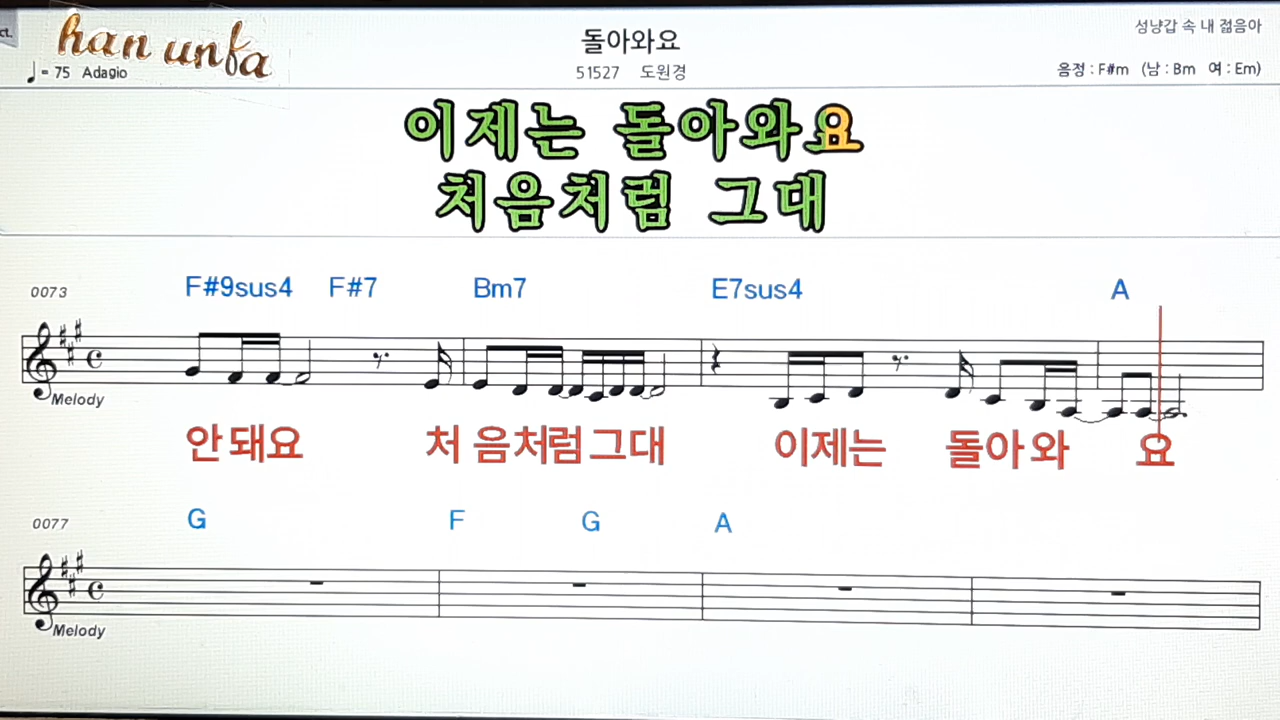 ct.
han unfa
돌아와요
성냥갑 속 내 젊음아
= 75 Adagio
51527 도원경
음정 : F#m (남 : Bm 여 : Em)
이제는 돌아와요
처음처럼 그대
0073
F#9sus4 F#7 Bm7 E7sus4 A
Melody
안돼요 처 음처럼그대 이제는 돌아와 요
0077
G F G A
Melody